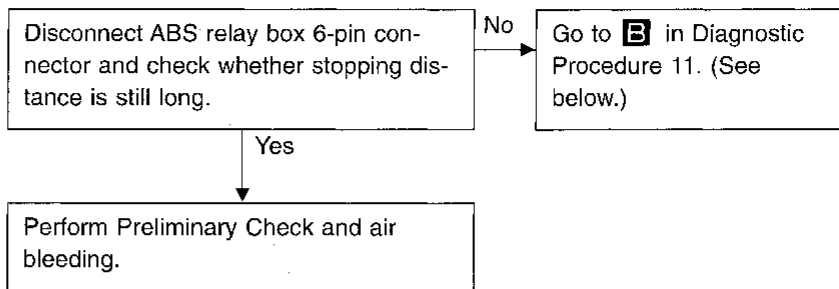 Disconnect ABS relay box 6-pin con-
nector and check whether stopping dis-
tance is still long.
No
Go to B in Diagnostic
Procedure 11. (See
below.)
Yes
Perform Preliminary Check and air
bleeding.